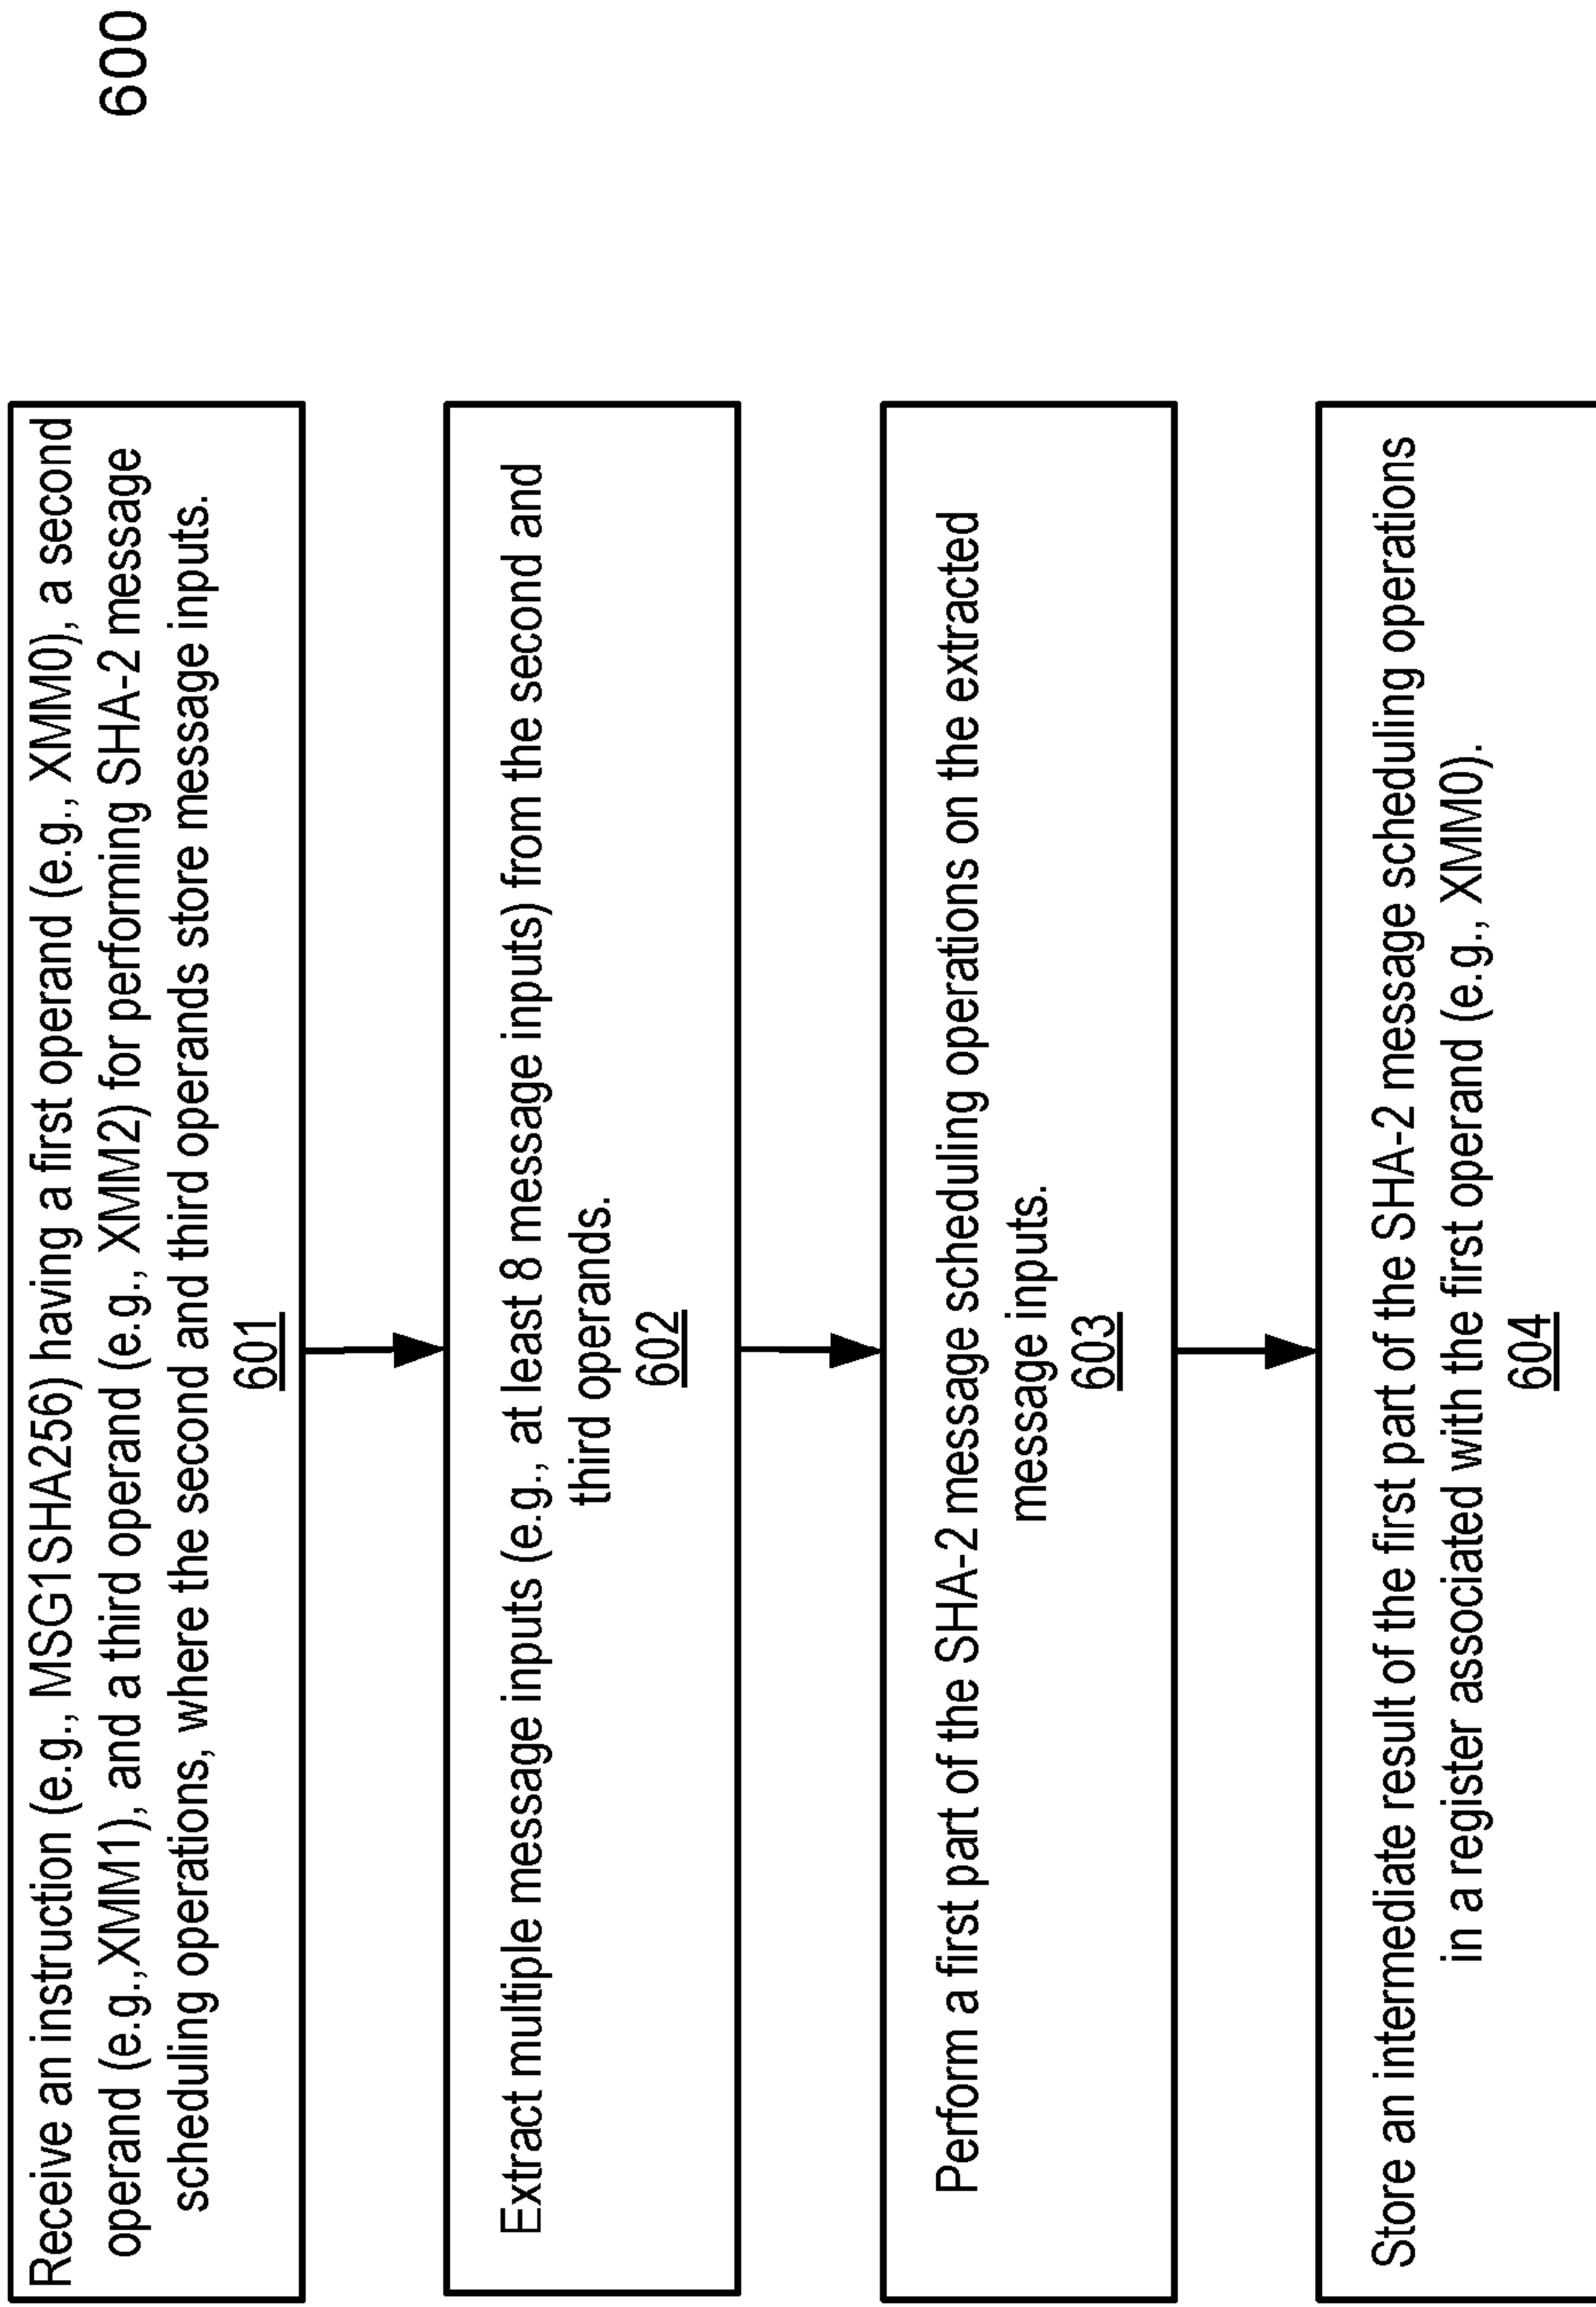 600
Receive an instruction (e.g., MSG1SHA256) having a first operand (e.g., XMM0), a second
operand (e.g.,XMM1), and a third operand (e.g., XMM2) for performing SHA-2 message
scheduling operations, where the second and third operands store message inputs.
601
Extract multiple message inputs (e.g., at least 8 message inputs) from the second and
third operands.
602
Perform a first part of the SHA-2 message scheduling operations on the extracted
message inputs.
603
Store an intermediate result of the first part of the SHA-2 message scheduling operations
in a register associated with the first operand (e.g., XMM0).
604